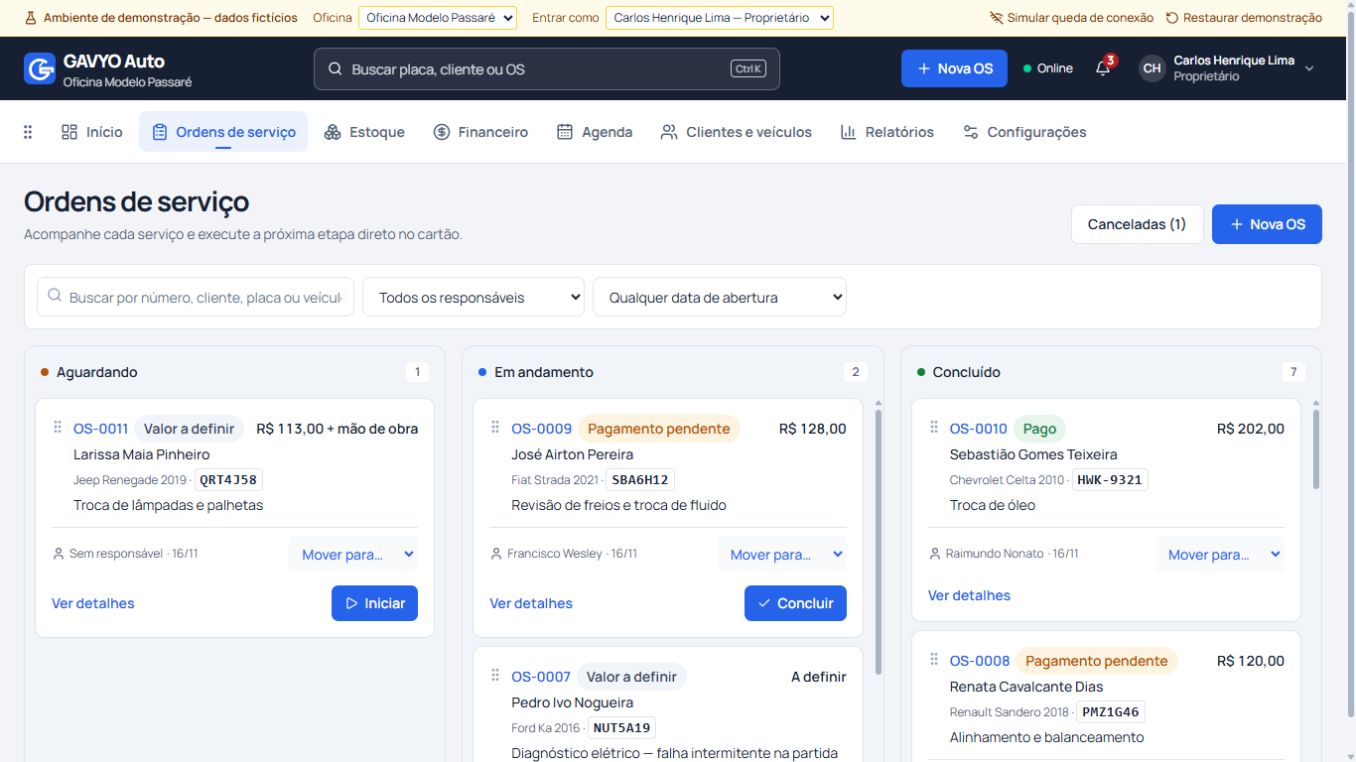 Ambiente de demonstração — dados fictícios Oficina Oficina Modelo Passaré Entrar como Carlos Henrique Lima — Proprietário Simular queda de conexão Restaurar demonstração
GAVYO Auto
Oficina Modelo Passaré
Buscar placa, cliente ou OS Ctrl K
+ Nova OS
Online
3
CH
Carlos Henrique Lima
Proprietário
Início Ordens de serviço Estoque Financeiro Agenda Clientes e veículos Relatórios Configurações
Ordens de serviço
Acompanhe cada serviço e execute a próxima etapa direto no cartão.
Canceladas (1) + Nova OS
Buscar por número, cliente, placa ou veícul Todos os responsáveis Qualquer data de abertura
Aguardando 1
OS-0011 Valor a definir R$ 113,00 + mão de obra
Larissa Maia Pinheiro
Jeep Renegade 2019 · QRT4J58
Troca de lâmpadas e palhetas
Sem responsável · 16/11 Mover para...
Ver detalhes Iniciar
Em andamento 2
OS-0009 Pagamento pendente R$ 128,00
José Airton Pereira
Fiat Strada 2021 · SBA6H12
Revisão de freios e troca de fluido
Francisco Wesley · 16/11 Mover para...
Ver detalhes Concluir
OS-0007 Valor a definir A definir
Pedro Ivo Nogueira
Ford Ka 2016 · NUT5A19
Diagnóstico elétrico — falha intermitente na partida
Concluído 7
OS-0010 Pago R$ 202,00
Sebastião Gomes Teixeira
Chevrolet Celta 2010 · HWK-9321
Troca de óleo
Raimundo Nonato · 16/11 Mover para...
Ver detalhes
OS-0008 Pagamento pendente R$ 120,00
Renata Cavalcante Dias
Renault Sandero 2018 · PMZ1G46
Alinhamento e balanceamento